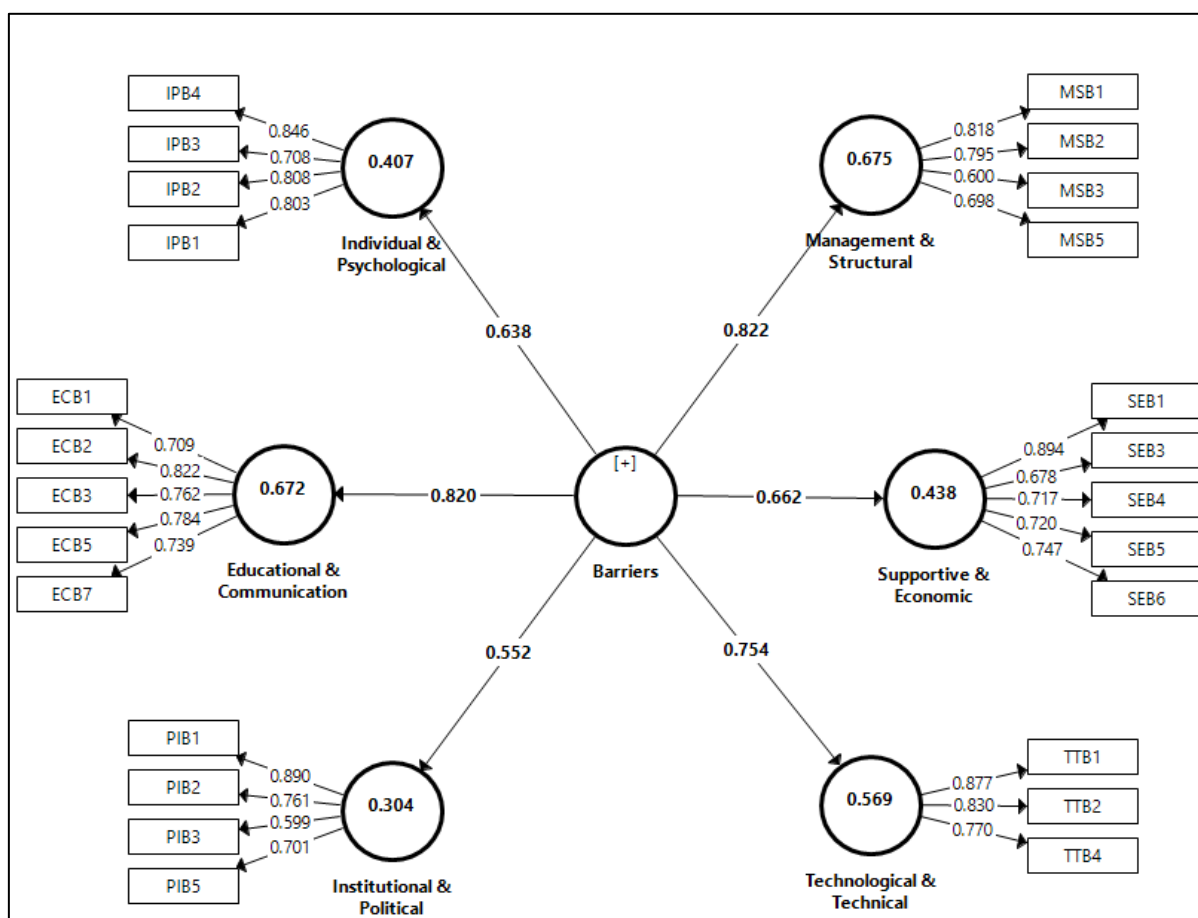 IPB4
IPB3
IPB2
IPB1
0.846
0.708
0.808
0.803
0.407
Individual &
Psychological
MSB1
MSB2
MSB3
MSB5
0.818
0.795
0.600
0.698
0.675
Management &
Structural
0.638
0.822
ECB1
ECB2
ECB3
ECB5
ECB7
0.709
0.822
0.762
0.784
0.739
0.672
Educational &
Communication
0.820
[+]
Barriers
0.662
0.438
Supportive &
Economic
0.894
0.678
0.717
0.720
0.747
SEB1
SEB3
SEB4
SEB5
SEB6
0.552
0.754
PIB1
PIB2
PIB3
PIB5
0.890
0.761
0.599
0.701
0.304
Institutional &
Political
0.569
Technological &
Technical
0.877
0.830
0.770
TTB1
TTB2
TTB4